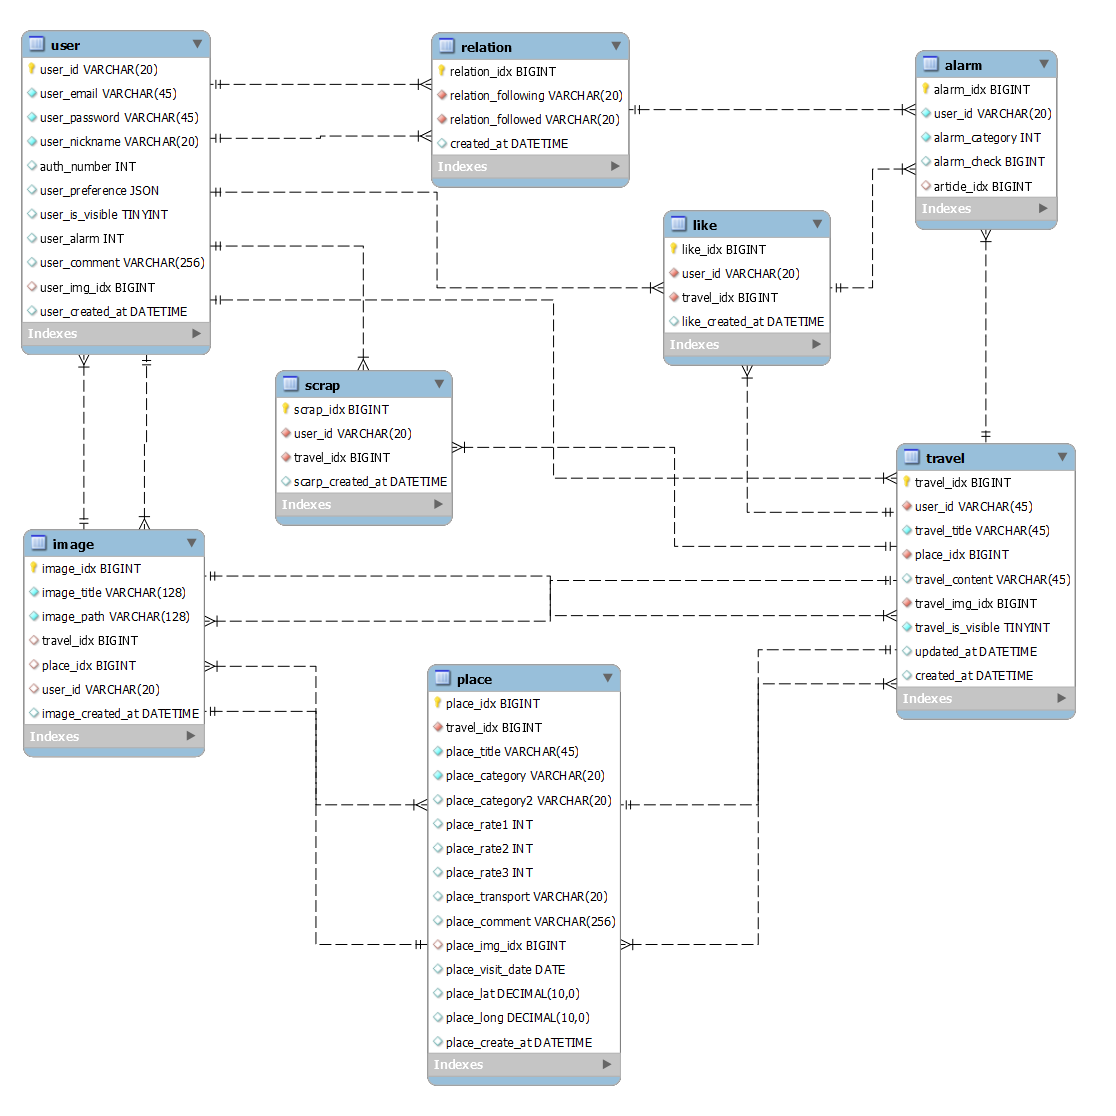 user
user_id VARCHAR(20)
user_email VARCHAR(45)
user_password VARCHAR(45)
user_nickname VARCHAR(20)
auth_number INT
user_preference JSON
user_is_visible TINYINT
user_alarm INT
user_comment VARCHAR(256)
user_img_idx BIGINT
user_created_at DATETIME
Indexes
relation
relation_idx BIGINT
relation_following VARCHAR(20)
relation_followed VARCHAR(20)
created_at DATETIME
Indexes
alarm
alarm_idx BIGINT
user_id VARCHAR(20)
alarm_category INT
alarm_check BIGINT
article_idx BIGINT
Indexes
like
like_idx BIGINT
user_id VARCHAR(20)
travel_idx BIGINT
like_created_at DATETIME
Indexes
scrap
scrap_idx BIGINT
user_id VARCHAR(20)
travel_idx BIGINT
scarp_created_at DATETIME
Indexes
travel
travel_idx BIGINT
user_id VARCHAR(45)
travel_title VARCHAR(45)
place_idx BIGINT
travel_content VARCHAR(45)
travel_img_idx BIGINT
travel_is_visible TINYINT
updated_at DATETIME
created_at DATETIME
Indexes
image
image_idx BIGINT
image_title VARCHAR(128)
image_path VARCHAR(128)
travel_idx BIGINT
place_idx BIGINT
user_id VARCHAR(20)
image_created_at DATETIME
Indexes
place
place_idx BIGINT
travel_idx BIGINT
place_title VARCHAR(45)
place_category VARCHAR(20)
place_category2 VARCHAR(20)
place_rate1 INT
place_rate2 INT
place_rate3 INT
place_transport VARCHAR(20)
place_comment VARCHAR(256)
place_img_idx BIGINT
place_visit_date DATE
place_lat DECIMAL(10,0)
place_long DECIMAL(10,0)
place_create_at DATETIME
Indexes